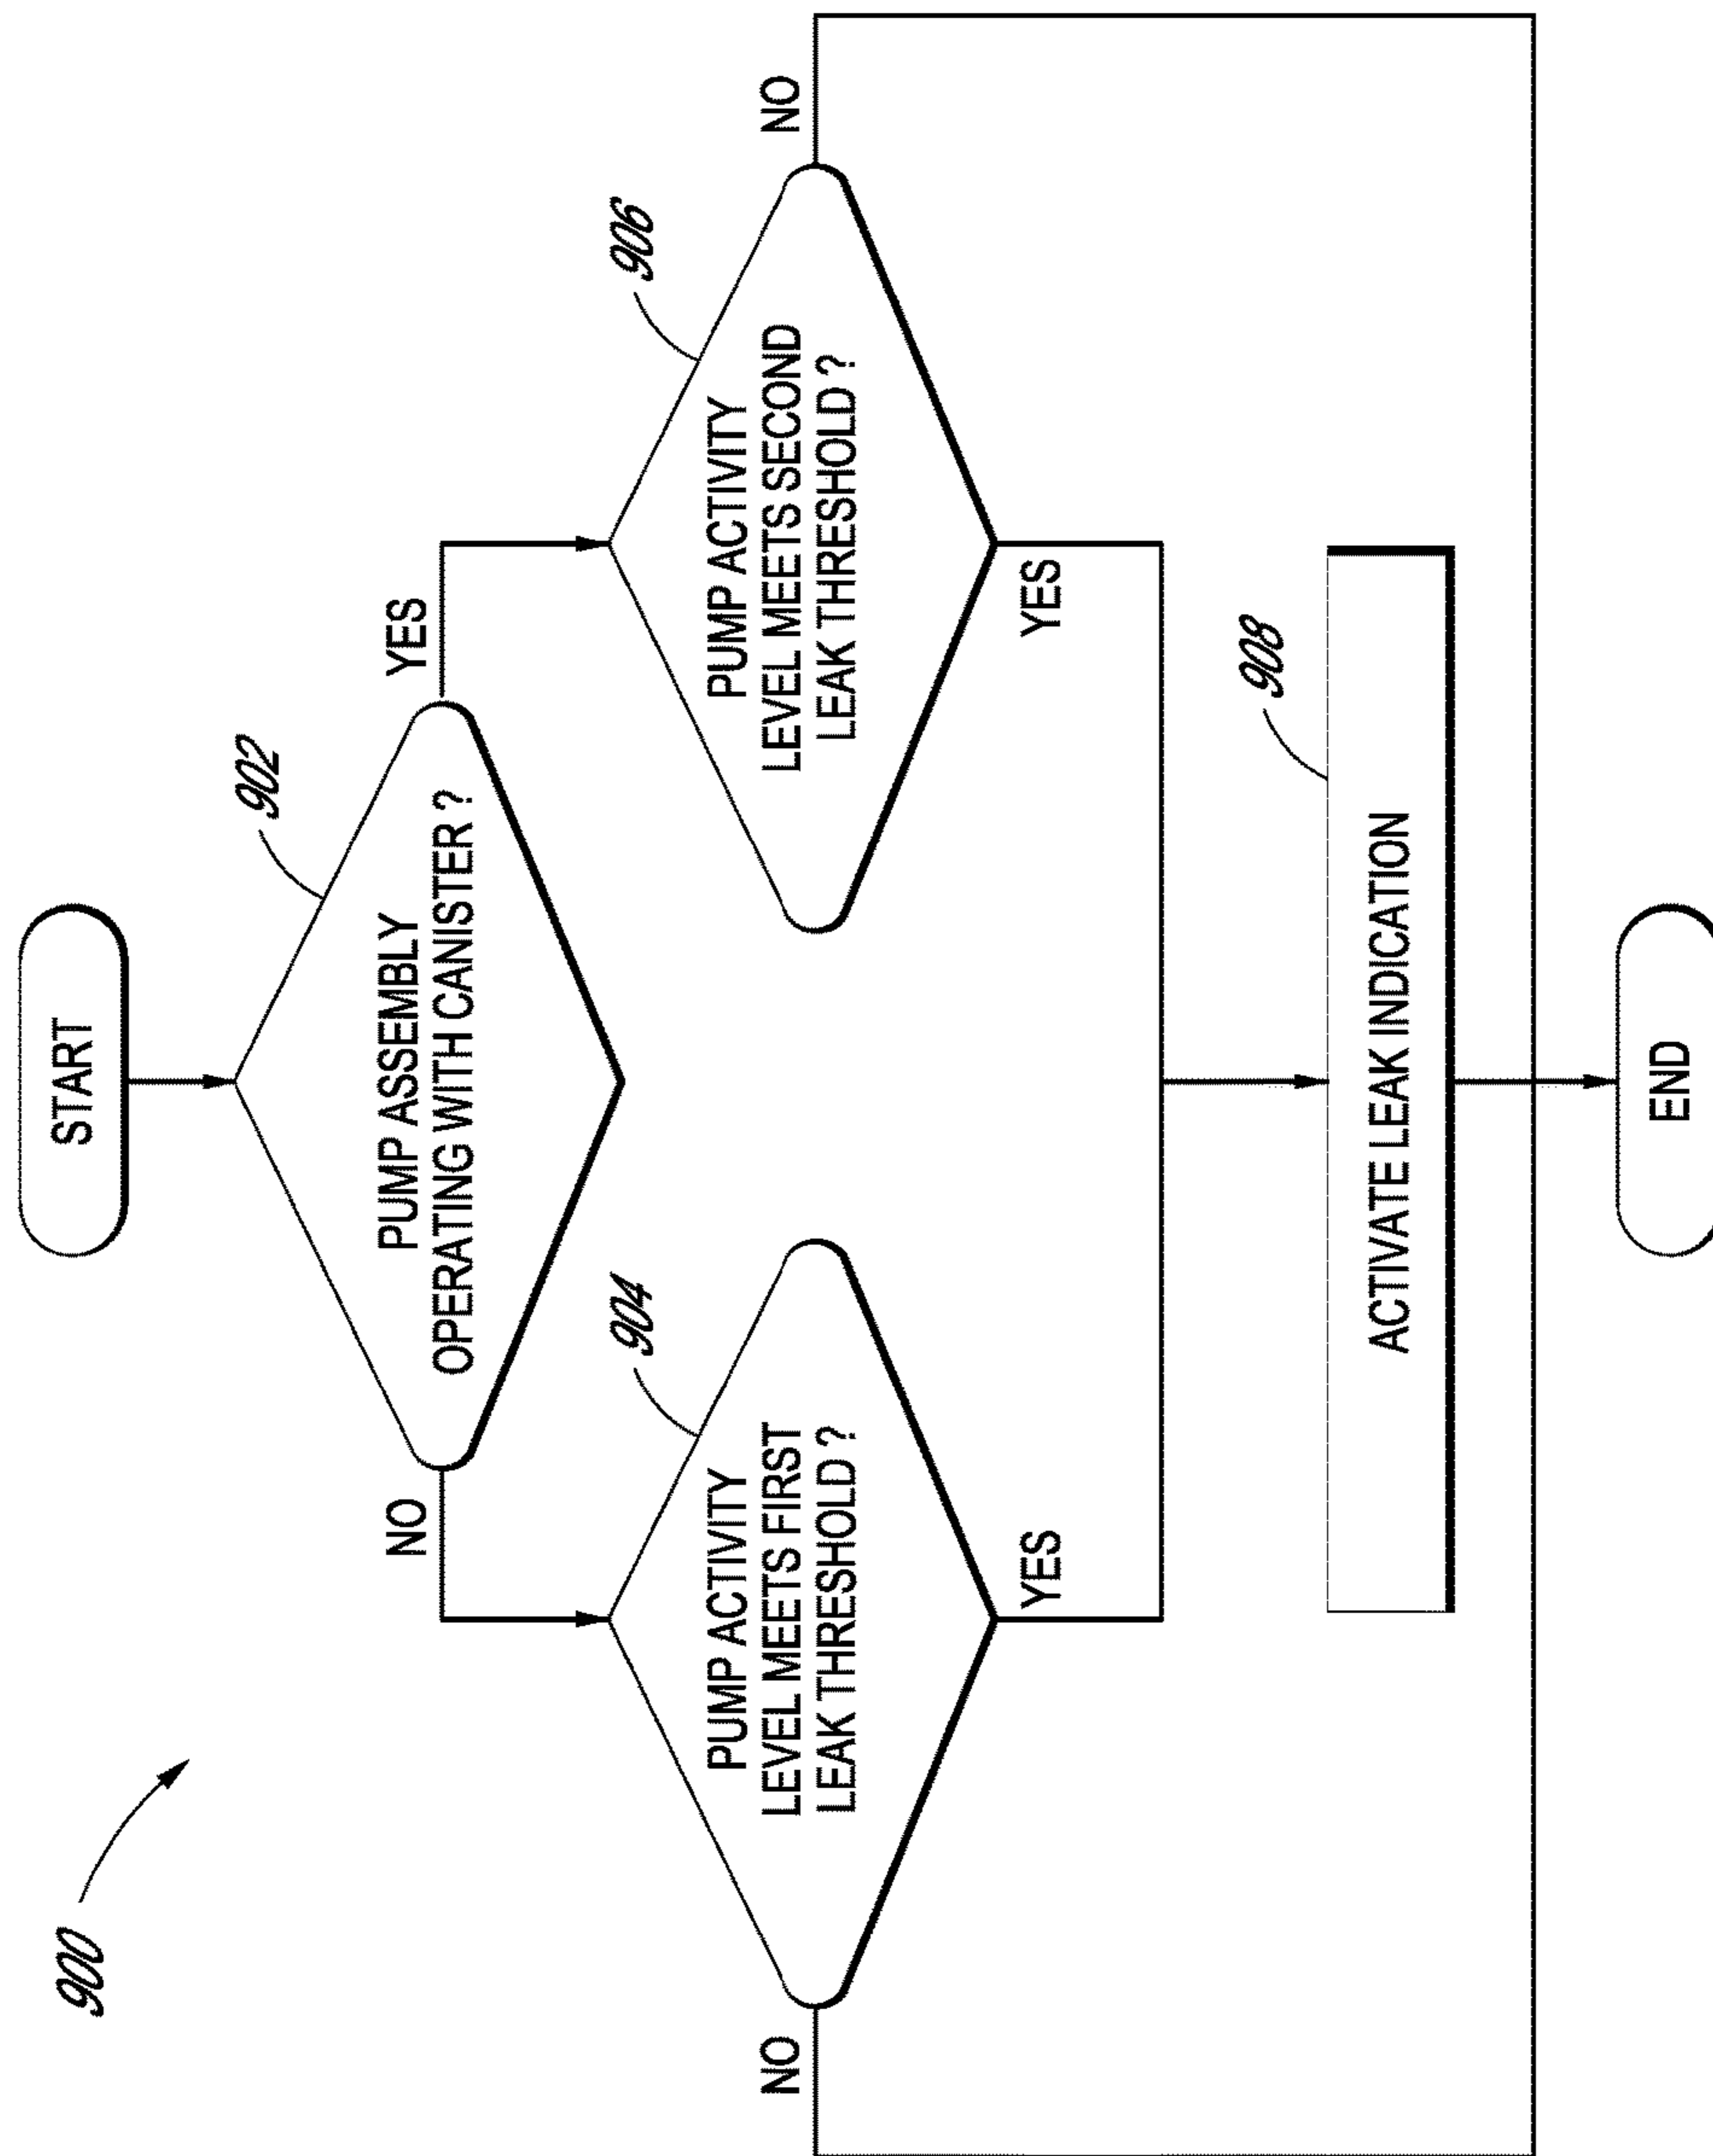 900
START
902
PUMP ASSEMBLY
OPERATING WITH CANISTER ?
NO
YES
904
PUMP ACTIVITY
LEVEL MEETS FIRST
LEAK THRESHOLD ?
NO
YES
906
PUMP ACTIVITY
LEVEL MEETS SECOND
LEAK THRESHOLD ?
NO
YES
908
ACTIVATE LEAK INDICATION
END